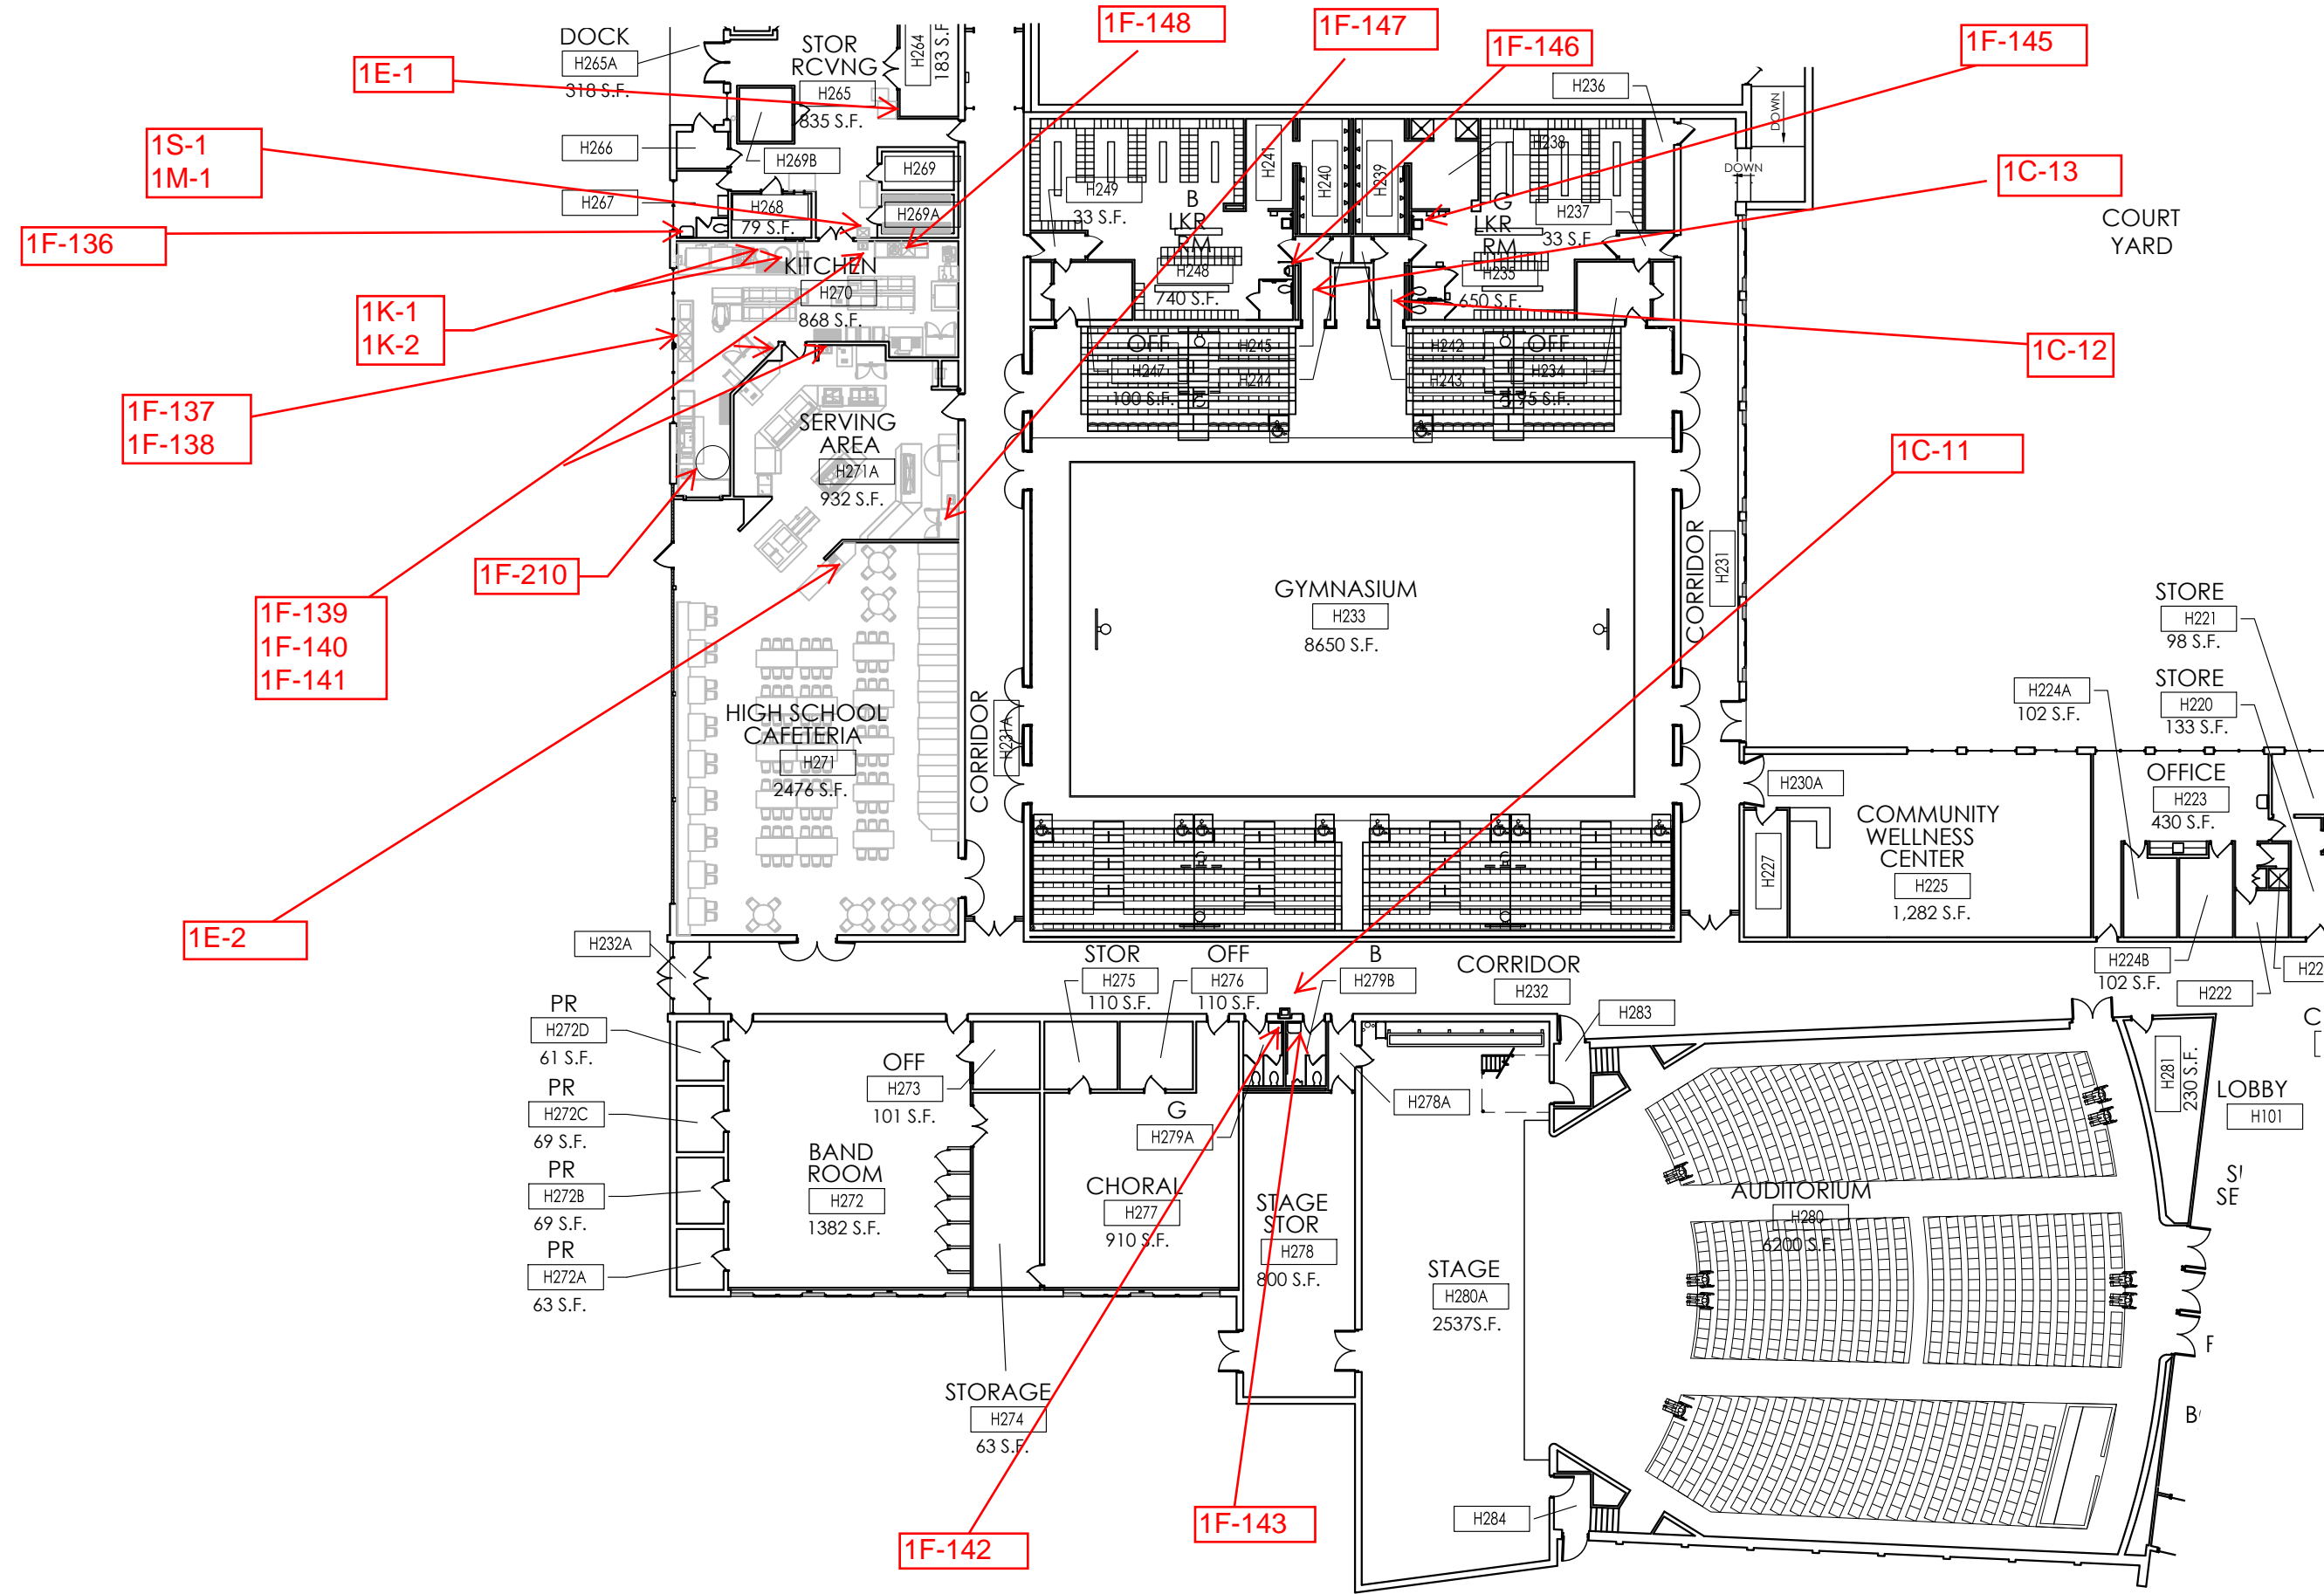 1F-148
1F-147
1F-146
1F-145
1E-1
1S-1
1M-1
1F-136
1K-1
1K-2
1F-137
1F-138
1F-139
1F-140
1F-141
1F-210
1E-2
1C-13
1C-12
1C-11
1F-142
1F-143
DOCK
H265A
318 S.F.
STOR
RCVNG
H265
835 S.F.
H264
183 S.F
H266
H269B
H269
H267
H268
79 S.F.
H269A
KITCHEN
H270
868 S.F.
SERVING
AREA
H271A
932 S.F.
HIGH SCHOOL
CAFETERIA
H271
2476 S.F.
CORRIDOR
H231A
H249
33 S.F.
B
LKR
RM
H248
740 S.F.
H241
H240
H239
H238
H236
H237
33 S.F
G
LKR
RM
H235
650 S.F.
DOWN
DOWN
COURT
YARD
OFF
H247
100 S.F.
H245
H244
H242
H243
OFF
H234
95 S.F.
GYMNASIUM
H233
8650 S.F.
CORRIDOR
H231
STORE
H221
98 S.F.
STORE
H220
133 S.F.
H224A
102 S.F.
OFFICE
H223
430 S.F.
H230A
H227
COMMUNITY
WELLNESS
CENTER
H225
1,282 S.F.
H224B
102 S.F.
H222
H22
H232A
STOR
H275
110 S.F.
OFF
H276
110 S.F.
B
H279B
CORRIDOR
H232
H283
PR
H272D
61 S.F.
PR
H272C
69 S.F.
PR
H272B
69 S.F.
PR
H272A
63 S.F.
OFF
H273
101 S.F.
BAND
ROOM
H272
1382 S.F.
G
H279A
H278A
CHORAL
H277
910 S.F.
STAGE
STOR
H278
800 S.F.
STAGE
H280A
2537S.F.
AUDITORIUM
H280
6200 S.F.
H281
230 S.F.
LOBBY
H101
C
SE
F
B
STORAGE
H274
63 S.F.
H284